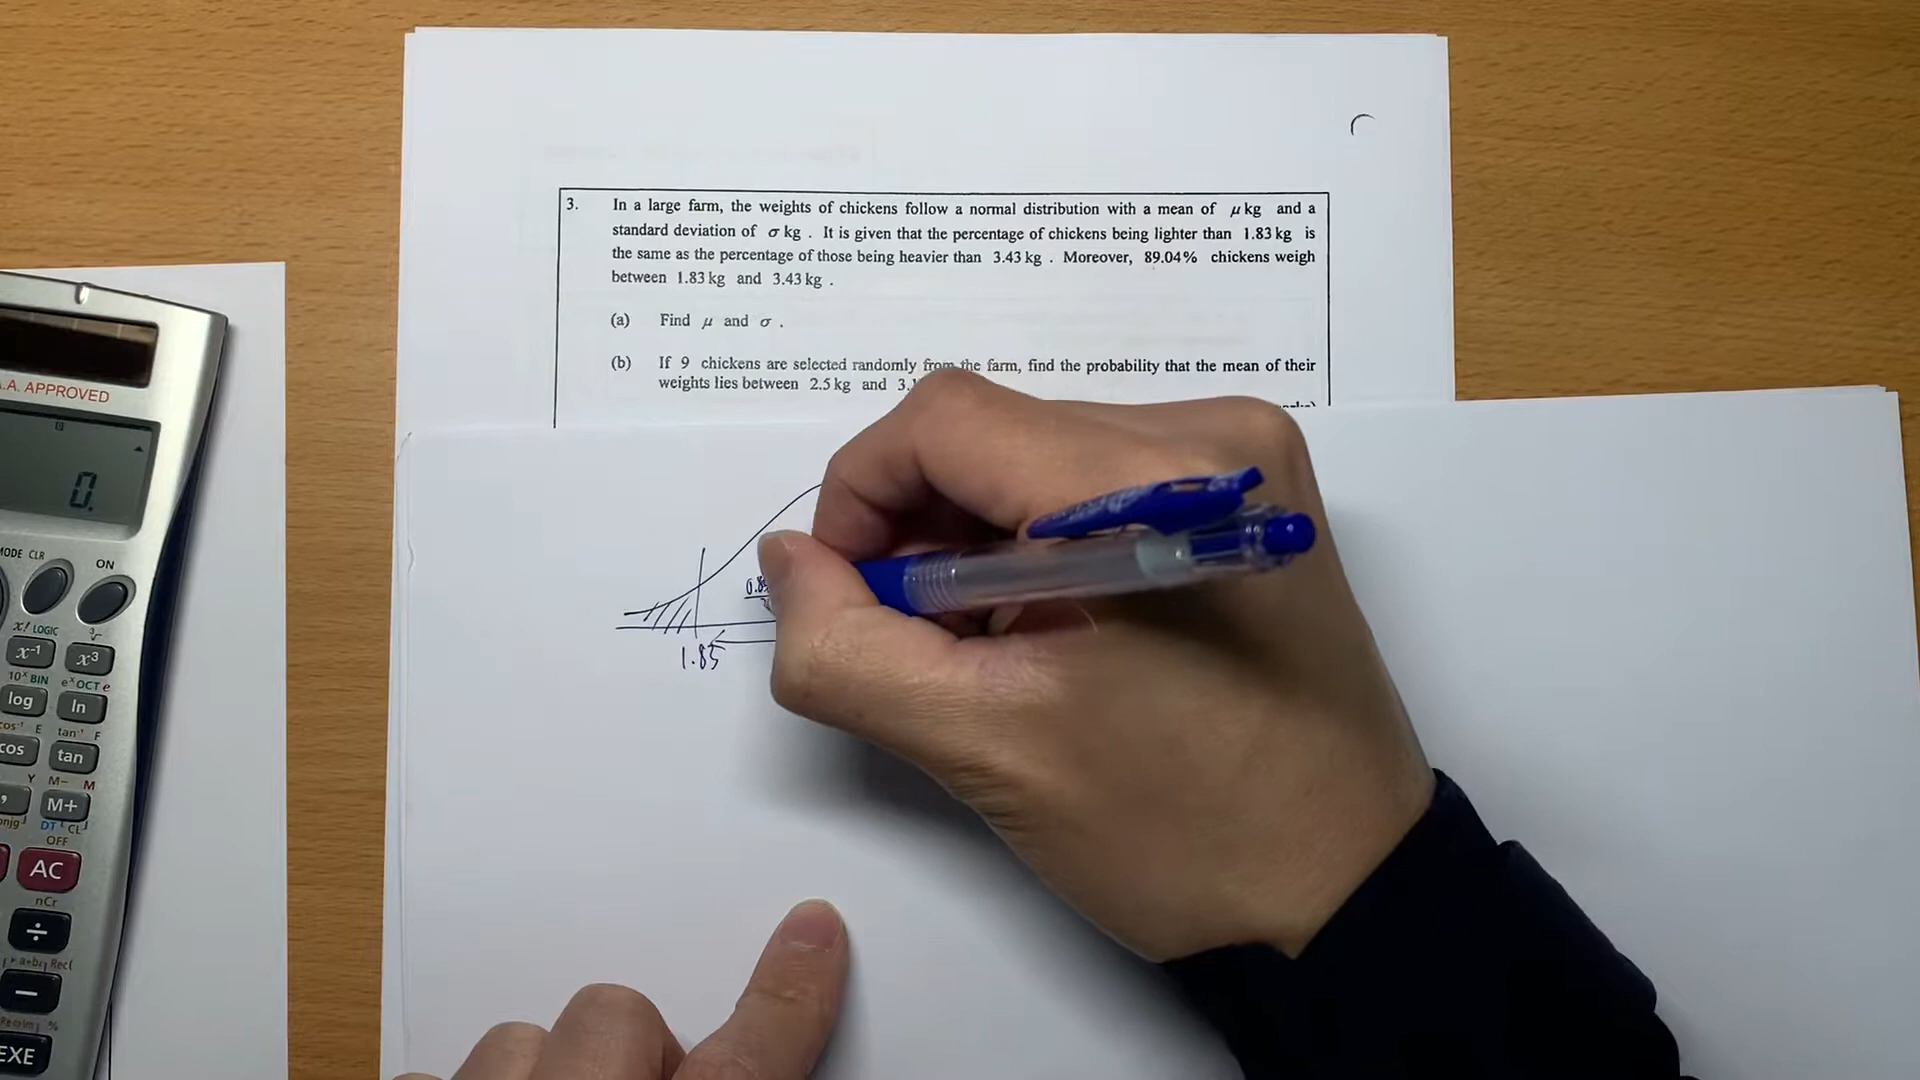 3. In a large farm, the weights of chickens follow a normal distribution with a mean of μ kg and a
standard deviation of σ kg . It is given that the percentage of chickens being lighter than 1.83 kg is
the same as the percentage of those being heavier than 3.43 kg . Moreover, 89.04% chickens weigh
between 1.83 kg and 3.43 kg .
(a) Find μ and σ .
(b) If 9 chickens are selected randomly from the farm, find the probability that the mean of their
weights lies between 2.5 kg and 3.
0.8
1.85
A.A. APPROVED
0.
MODE CLR
ON
x! LOGIC
x⁻¹ x³
10ˣ BIN eˣ OCT e
log ln
cos⁻¹ E tan⁻¹ F
cos tan
Y M− M
, M+
DT CL
OFF
AC
nCr
÷
a+bi Rec(
−
%
EXE